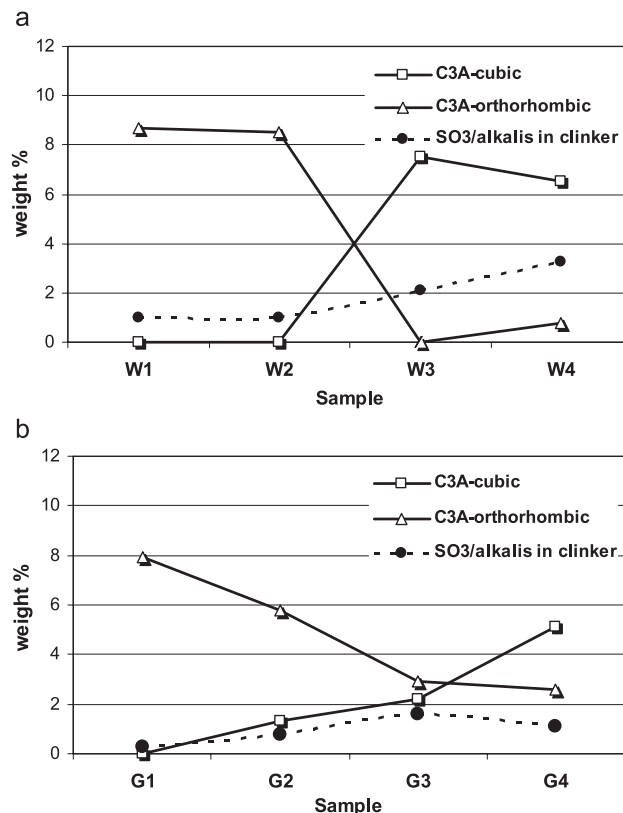 a
12
10
8
6
4
2
0
weight %
C3A-cubic
C3A-orthorhombic
SO3/alkalis in clinker
W1 W2 W3 W4
Sample
b
12
10
8
6
4
2
0
weight %
C3A-cubic
C3A-orthorhombic
SO3/alkalis in clinker
G1 G2 G3 G4
Sample